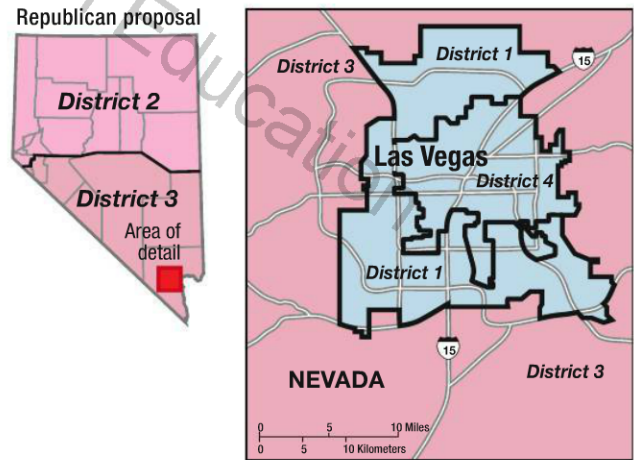 Republican proposal
District 2
District 3
Area of
detail
District 3
District 1
15
Las Vegas
District 4
District 1
15
NEVADA
District 3
0 5 10 Miles
0 5 10 Kilometers
Education